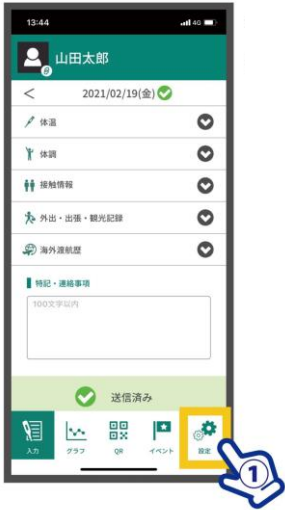 13:44
4G
山田太郎
< 2021/02/19(金)
体温
体調
接触情報
外出・出張・観光記録
海外渡航歴
特記・連絡事項
100文字以内
送信済み
入力 グラフ QR イベント 設定
1